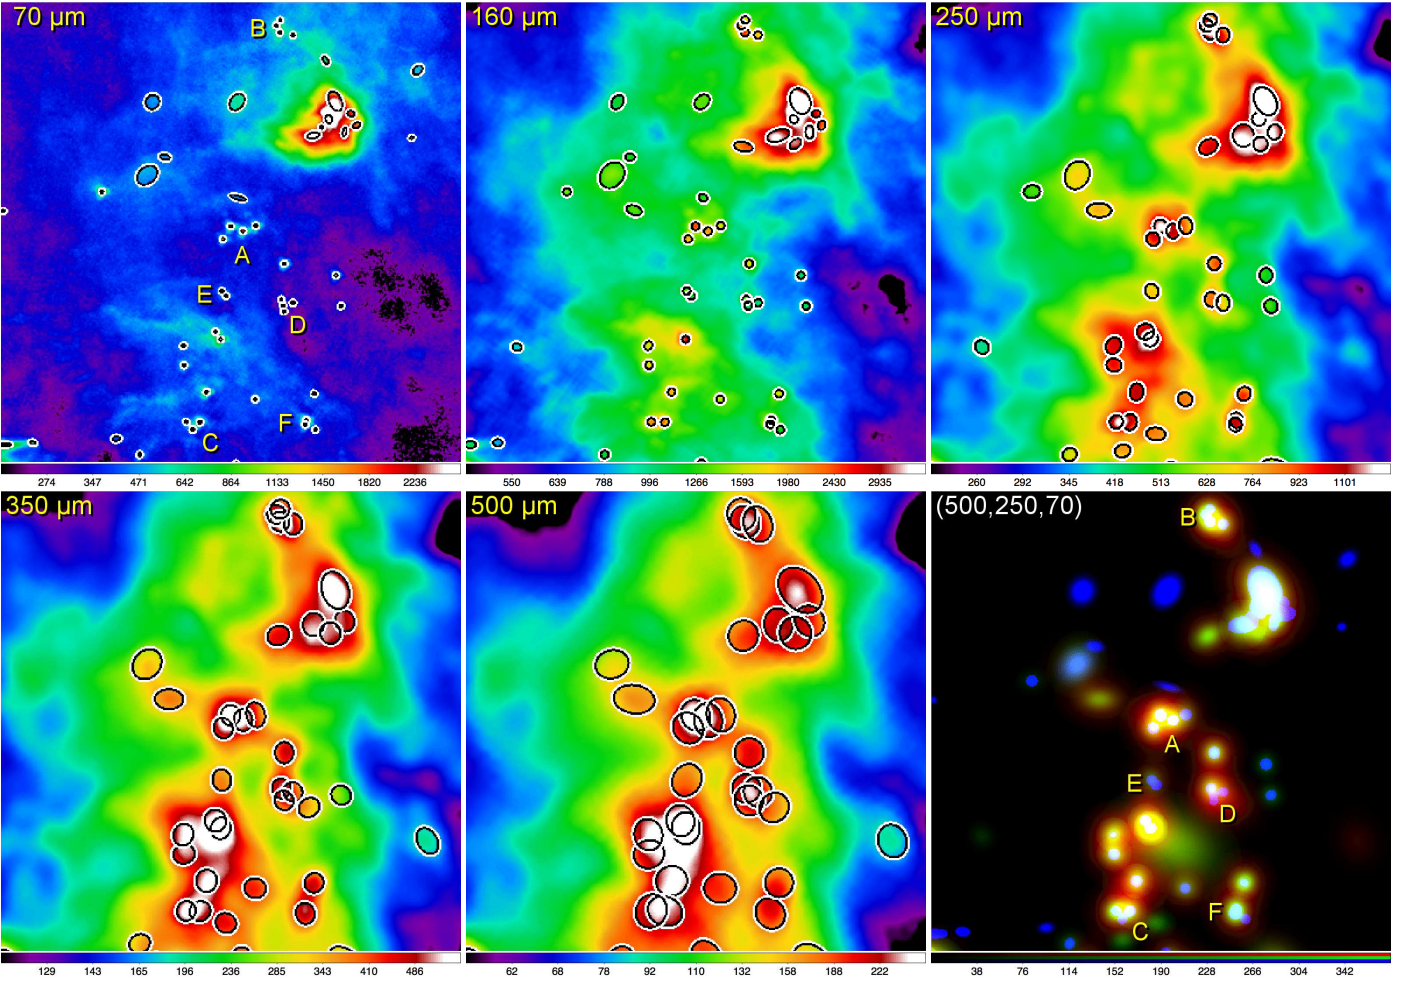 70 µm
B
A
E
D
F
C
274 347 471 642 864 1133 1450 1820 2236
160 µm
550 639 788 996 1266 1593 1980 2430 2935
250 µm
260 292 345 418 513 628 764 923 1101
350 µm
129 143 165 196 236 285 343 410 486
500 µm
62 68 78 92 110 132 158 188 222
(500,250,70)
B
A
E
D
F
C
38 76 114 152 190 228 266 304 342